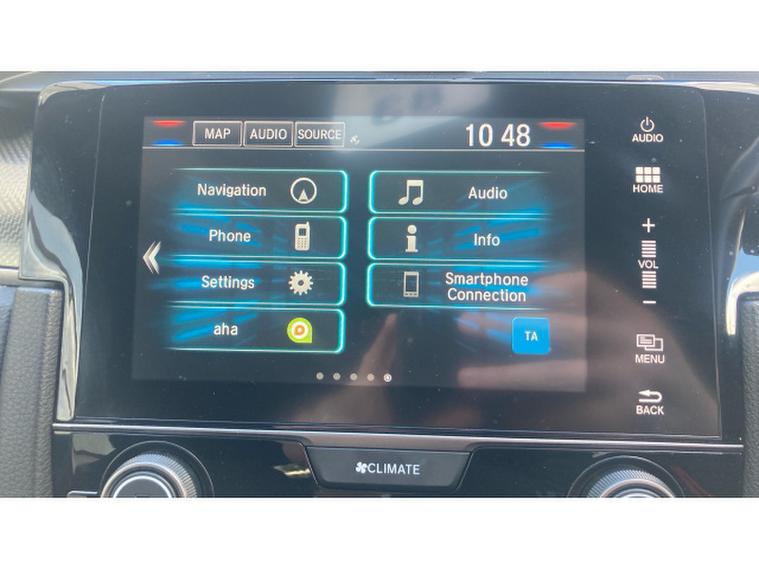 MAP AUDIO SOURCE 10 48
Navigation
Audio
Phone
Info
Settings
Smartphone
Connection
aha
TA
AUDIO
HOME
+
VOL
-
MENU
BACK
CLIMATE